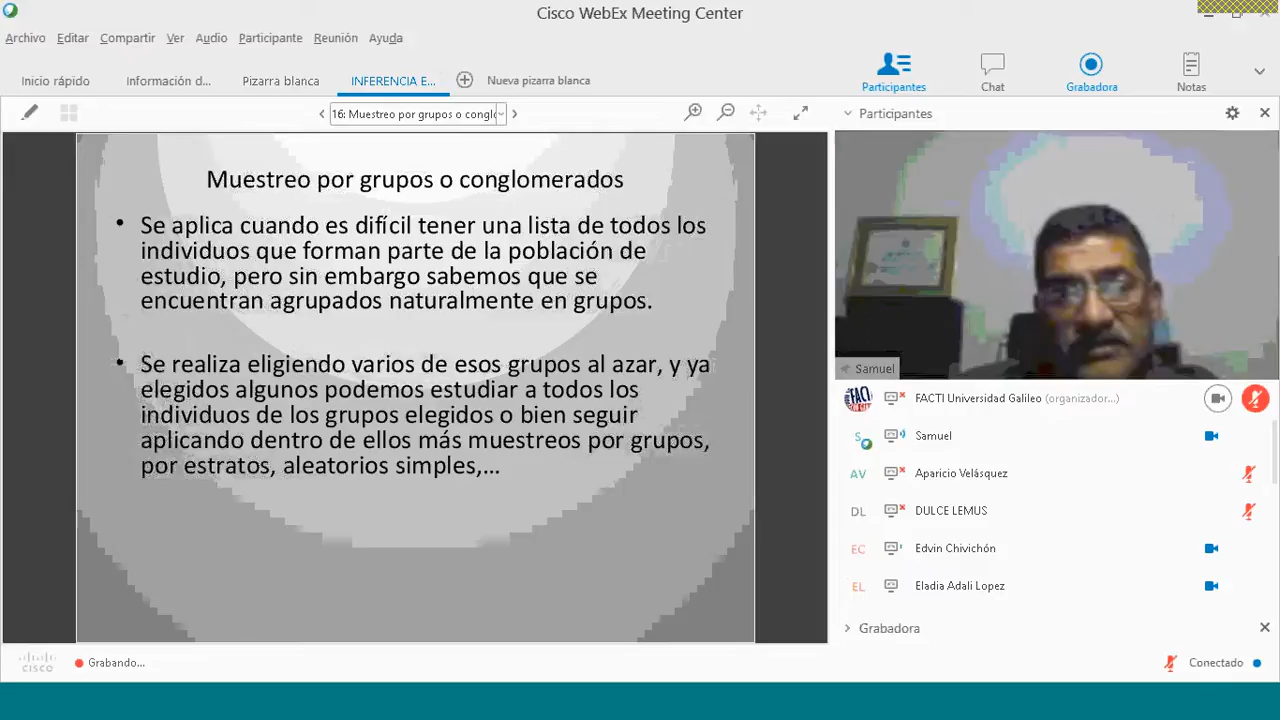 Cisco WebEx Meeting Center
Archivo Editar Compartir Ver Audio Participante Reunión Ayuda
Participantes Chat Grabadora Notas
Inicio rápido Información d... Pizarra blanca INFERENCIA E... Nueva pizarra blanca
16: Muestreo por grupos o conglo
Participantes
Muestreo por grupos o conglomerados
• Se aplica cuando es difícil tener una lista de todos los
individuos que forman parte de la población de
estudio, pero sin embargo sabemos que se
encuentran agrupados naturalmente en grupos.
• Se realiza eligiendo varios de esos grupos al azar, y ya
elegidos algunos podemos estudiar a todos los
individuos de los grupos elegidos o bien seguir
aplicando dentro de ellos más muestreos por grupos,
por estratos, aleatorios simples,...
Samuel
FACTI FACTI Universidad Galileo (organizador...)
S Samuel
AV Aparicio Velásquez
DL DULCE LEMUS
EC Edvin Chivichón
EL Eladia Adali Lopez
Grabadora
CISCO Grabando... Conectado